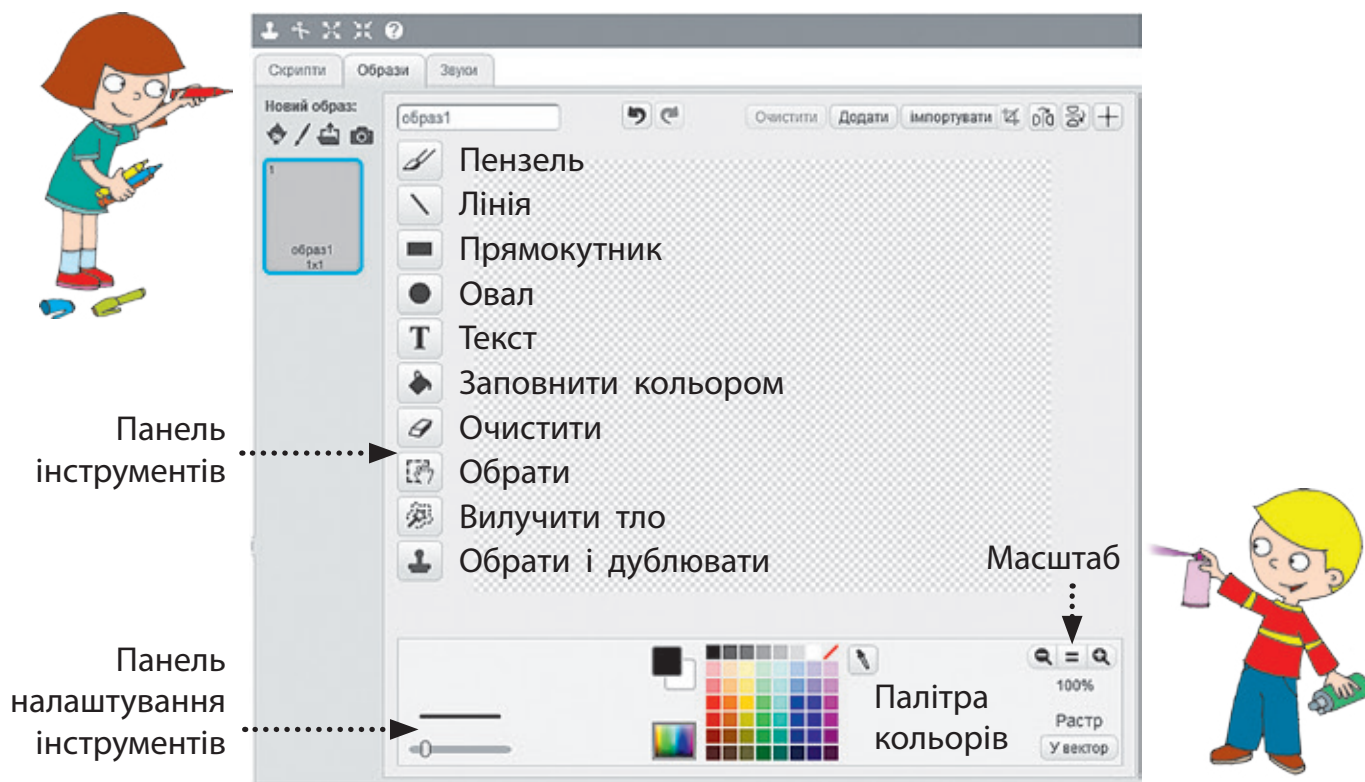 Скрипти Образи Звуки
Новий образ:
образ1
Очистити Додати імпортувати
1
образ1
1x1
Пензель
Лінія
Прямокутник
Овал
T Текст
Заповнити кольором
Очистити
Обрати
Вилучити тло
Обрати і дублювати
Панель
інструментів
Масштаб
Панель
налаштування
інструментів
Палітра
кольорів
100%
Растр
У вектор